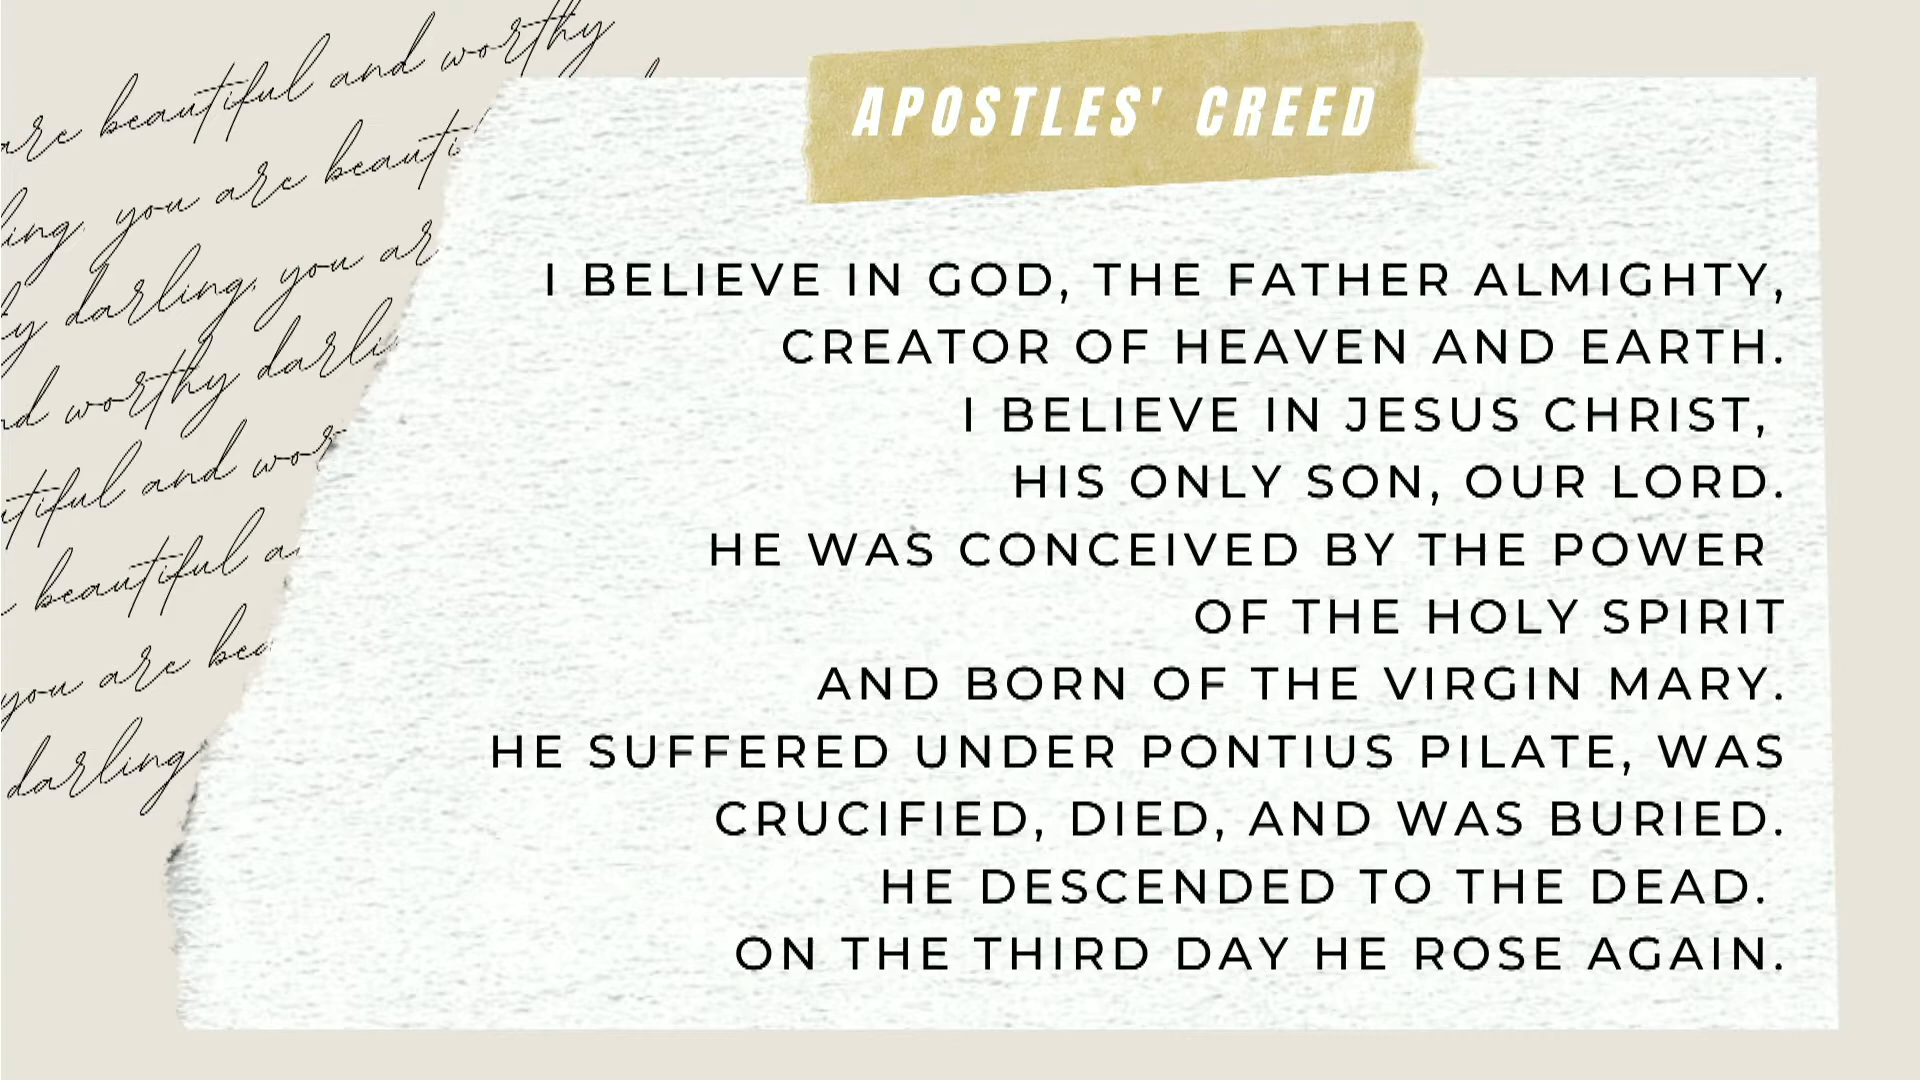 are beautiful and worthy
you are beauti
darling, you ar
worthy darli
and wor
beautiful a
you are bea
darling
APOSTLES' CREED
I BELIEVE IN GOD, THE FATHER ALMIGHTY,
CREATOR OF HEAVEN AND EARTH.
I BELIEVE IN JESUS CHRIST,
HIS ONLY SON, OUR LORD.
HE WAS CONCEIVED BY THE POWER
OF THE HOLY SPIRIT
AND BORN OF THE VIRGIN MARY.
HE SUFFERED UNDER PONTIUS PILATE, WAS
CRUCIFIED, DIED, AND WAS BURIED.
HE DESCENDED TO THE DEAD.
ON THE THIRD DAY HE ROSE AGAIN.